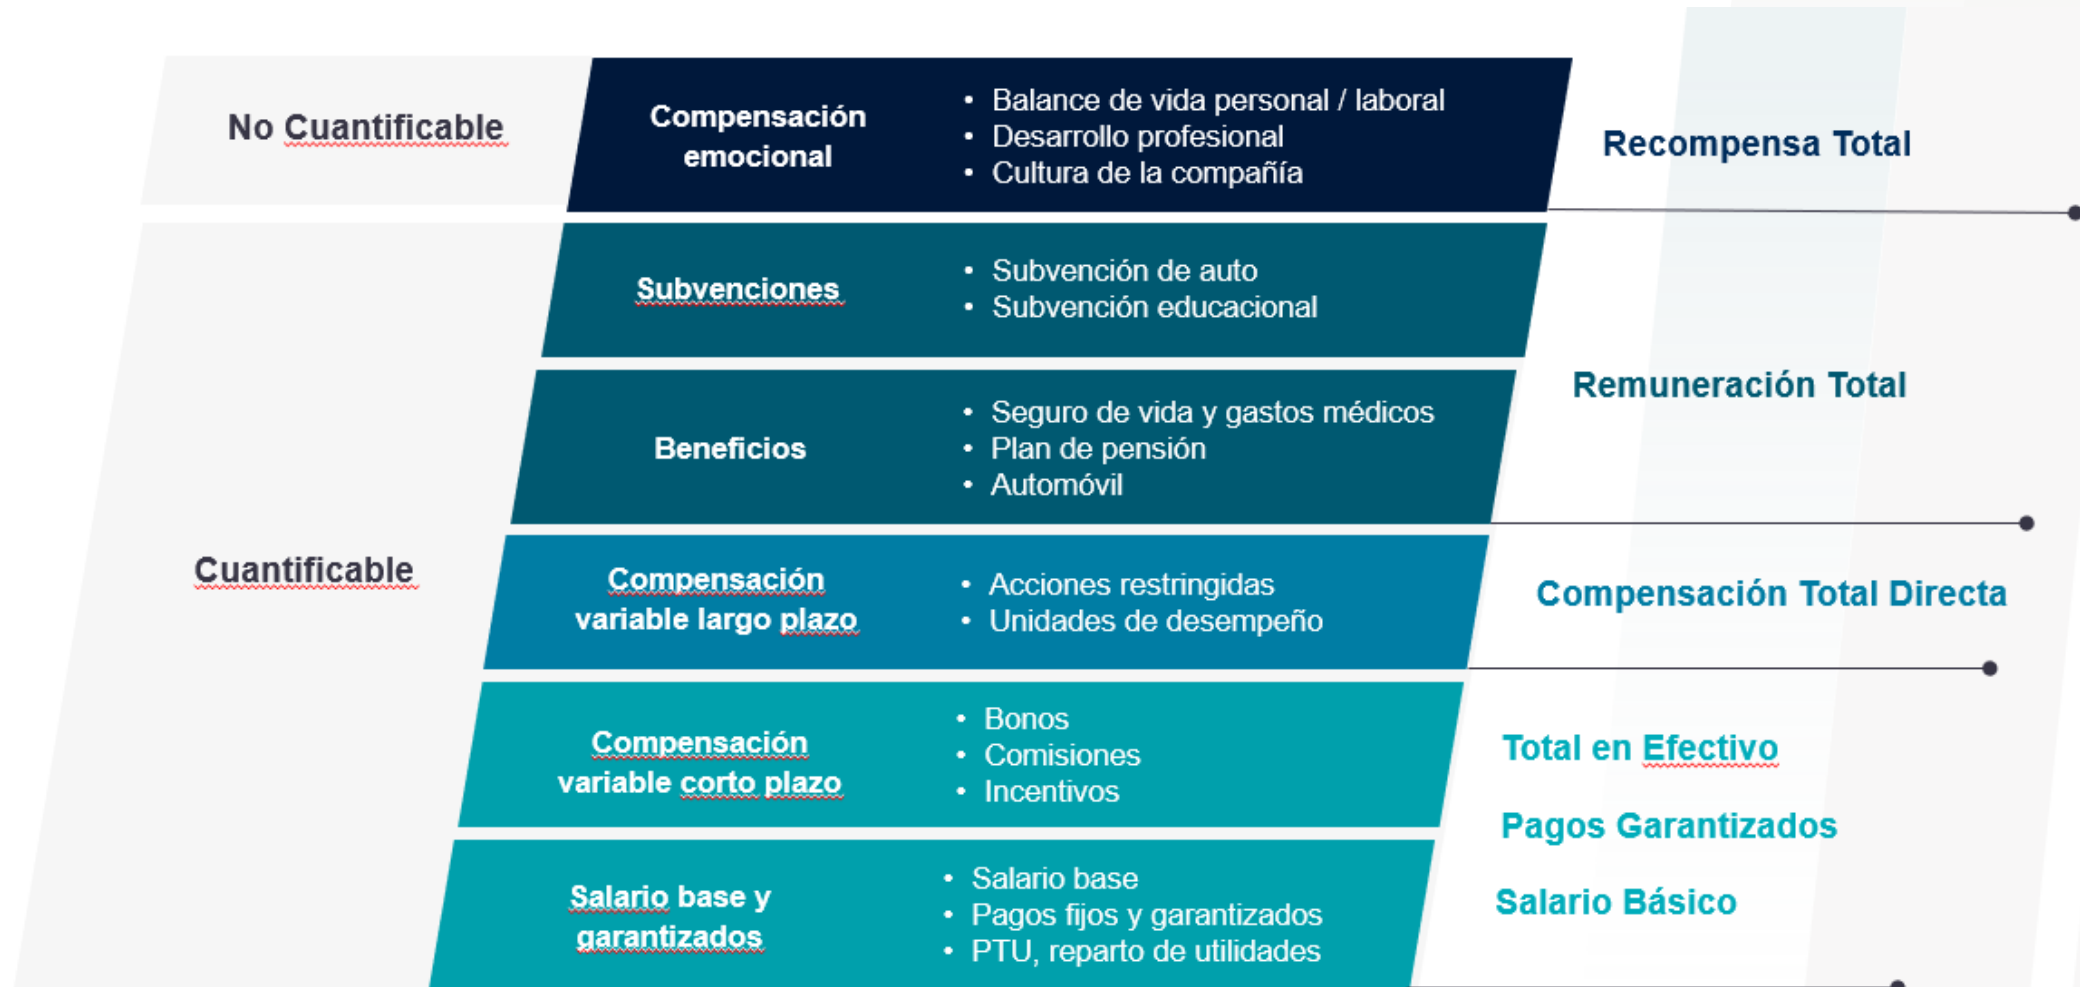 No Cuantificable
Compensación
emocional
• Balance de vida personal / laboral
• Desarrollo profesional
• Cultura de la compañía
Recompensa Total
Cuantificable
Subvenciones
• Subvención de auto
• Subvención educacional
Remuneración Total
Beneficios
• Seguro de vida y gastos médicos
• Plan de pensión
• Automóvil
Compensación
variable largo plazo
• Acciones restringidas
• Unidades de desempeño
Compensación Total Directa
Compensación
variable corto plazo
• Bonos
• Comisiones
• Incentivos
Total en Efectivo
Pagos Garantizados
Salario base y
garantizados
• Salario base
• Pagos fijos y garantizados
• PTU, reparto de utilidades
Salario Básico